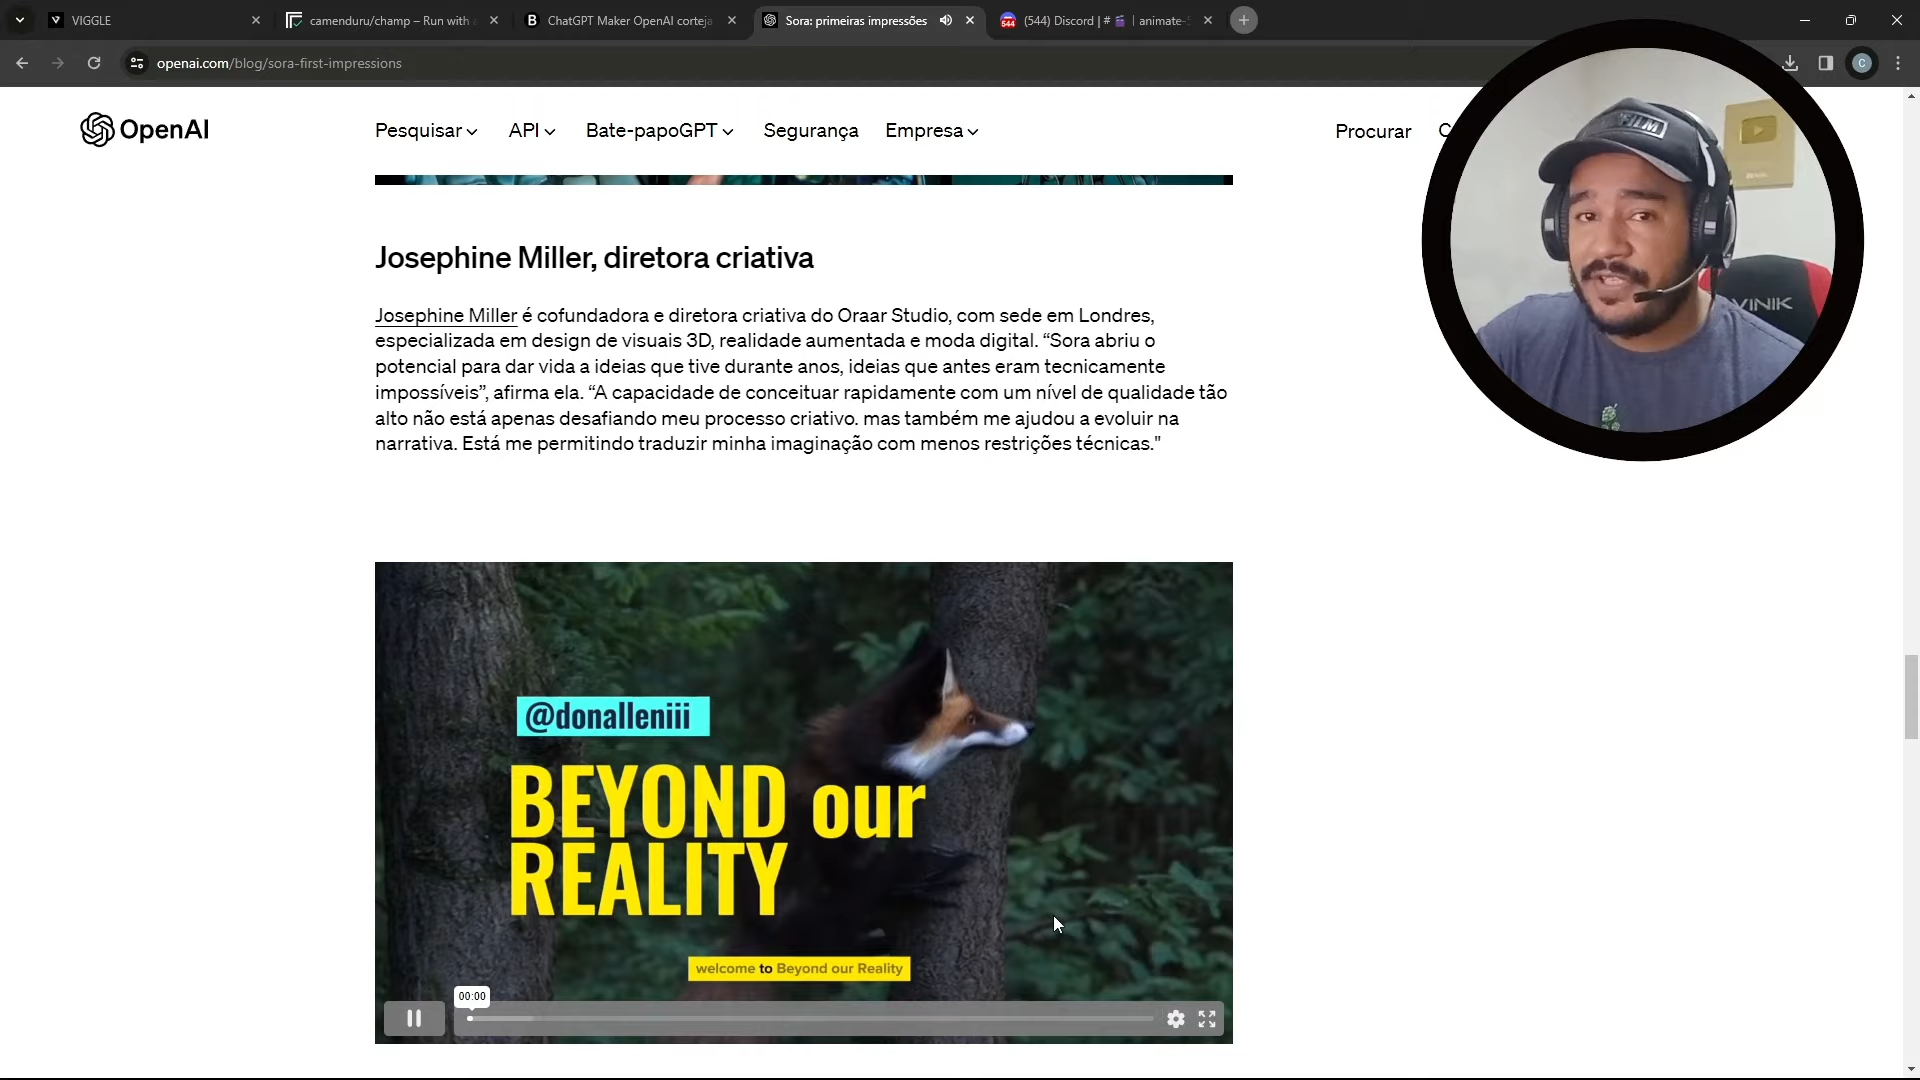 VIGGLE
camenduru/champ – Run with a
ChatGPT Maker OpenAI corteja
Sora: primeiras impressões
544
(544) Discord | # | animate-
openai.com/blog/sora-first-impressions
C
OpenAI
Pesquisar
API
Bate-papoGPT
Segurança
Empresa
Procurar
Josephine Miller, diretora criativa
Josephine Miller é cofundadora e diretora criativa do Oraar Studio, com sede em Londres,
especializada em design de visuais 3D, realidade aumentada e moda digital. “Sora abriu o
potencial para dar vida a ideias que tive durante anos, ideias que antes eram tecnicamente
impossíveis”, afirma ela. “A capacidade de conceituar rapidamente com um nível de qualidade tão
alto não está apenas desafiando meu processo criativo. mas também me ajudou a evoluir na
narrativa. Está me permitindo traduzir minha imaginação com menos restrições técnicas."
@donalleniii
BEYOND our
REALITY
welcome to Beyond our Reality
00:00
VINIK